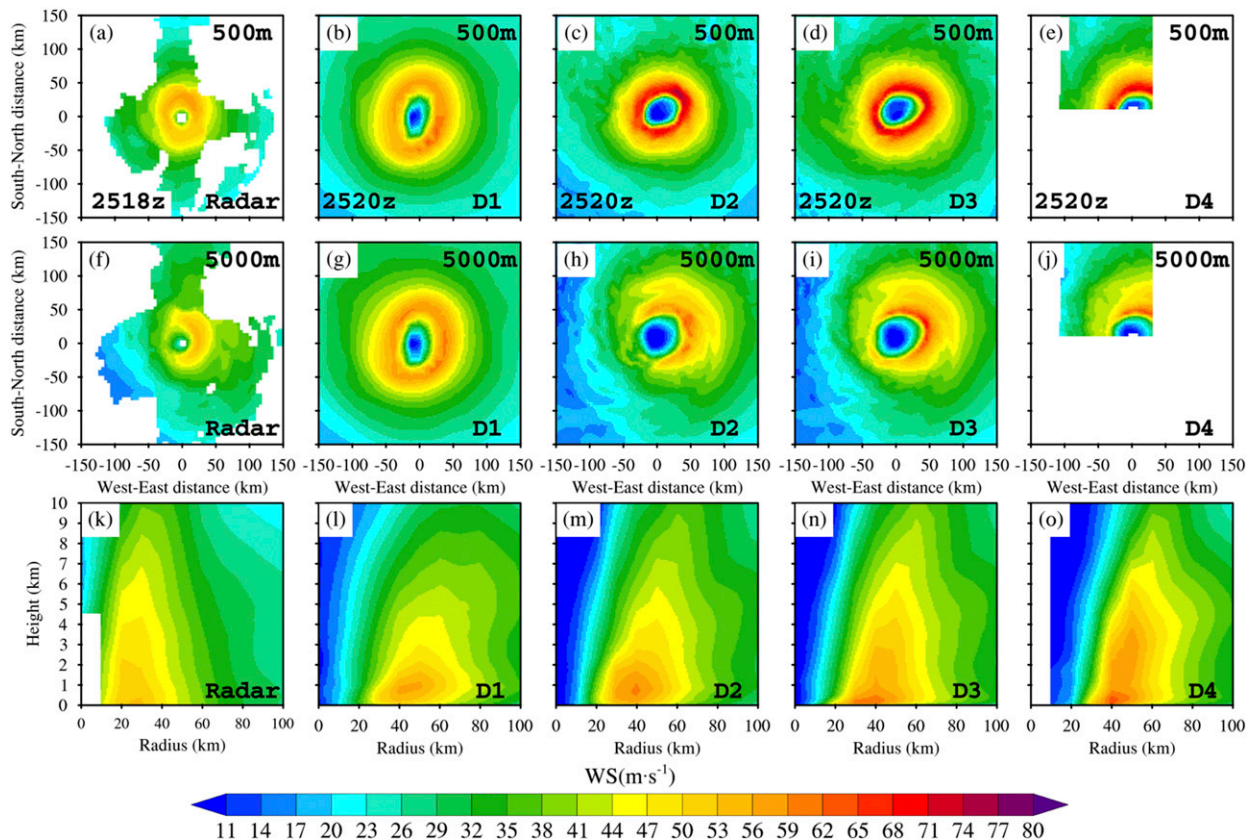 (a) 500m (b) 500m (c) 500m (d) 500m (e) 500m
South-North distance (km)
150
100
50
0
-50
-100
-150
2518z Radar 2520z D1 2520z D2 2520z D3 2520z D4
(f) 5000m (g) 5000m (h) 5000m (i) 5000m (j) 5000m
South-North distance (km)
150
100
50
0
-50
-100
-150
Radar D1 D2 D3 D4
-150 -100 -50 0 50 100 150 -100 -50 0 50 100 150 -100 -50 0 50 100 150 -100 -50 0 50 100 150 -150 -100 -50 0 50 100 150
West-East distance (km) West-East distance (km) West-East distance (km) West-East distance (km) West-East distance (km)
(k) (l) (m) (n) (o)
Height (km)
10
9
8
7
6
5
4
3
2
1
0
Radar D1 D2 D3 D4
0 20 40 60 80 100 0 20 40 60 80 100 0 20 40 60 80 100 0 20 40 60 80 100 0 20 40 60 80 100
Radius (km) Radius (km) Radius (km) Radius (km) Radius (km)
WS(m·s⁻¹)
11 14 17 20 23 26 29 32 35 38 41 44 47 50 53 56 59 62 65 68 71 74 77 80